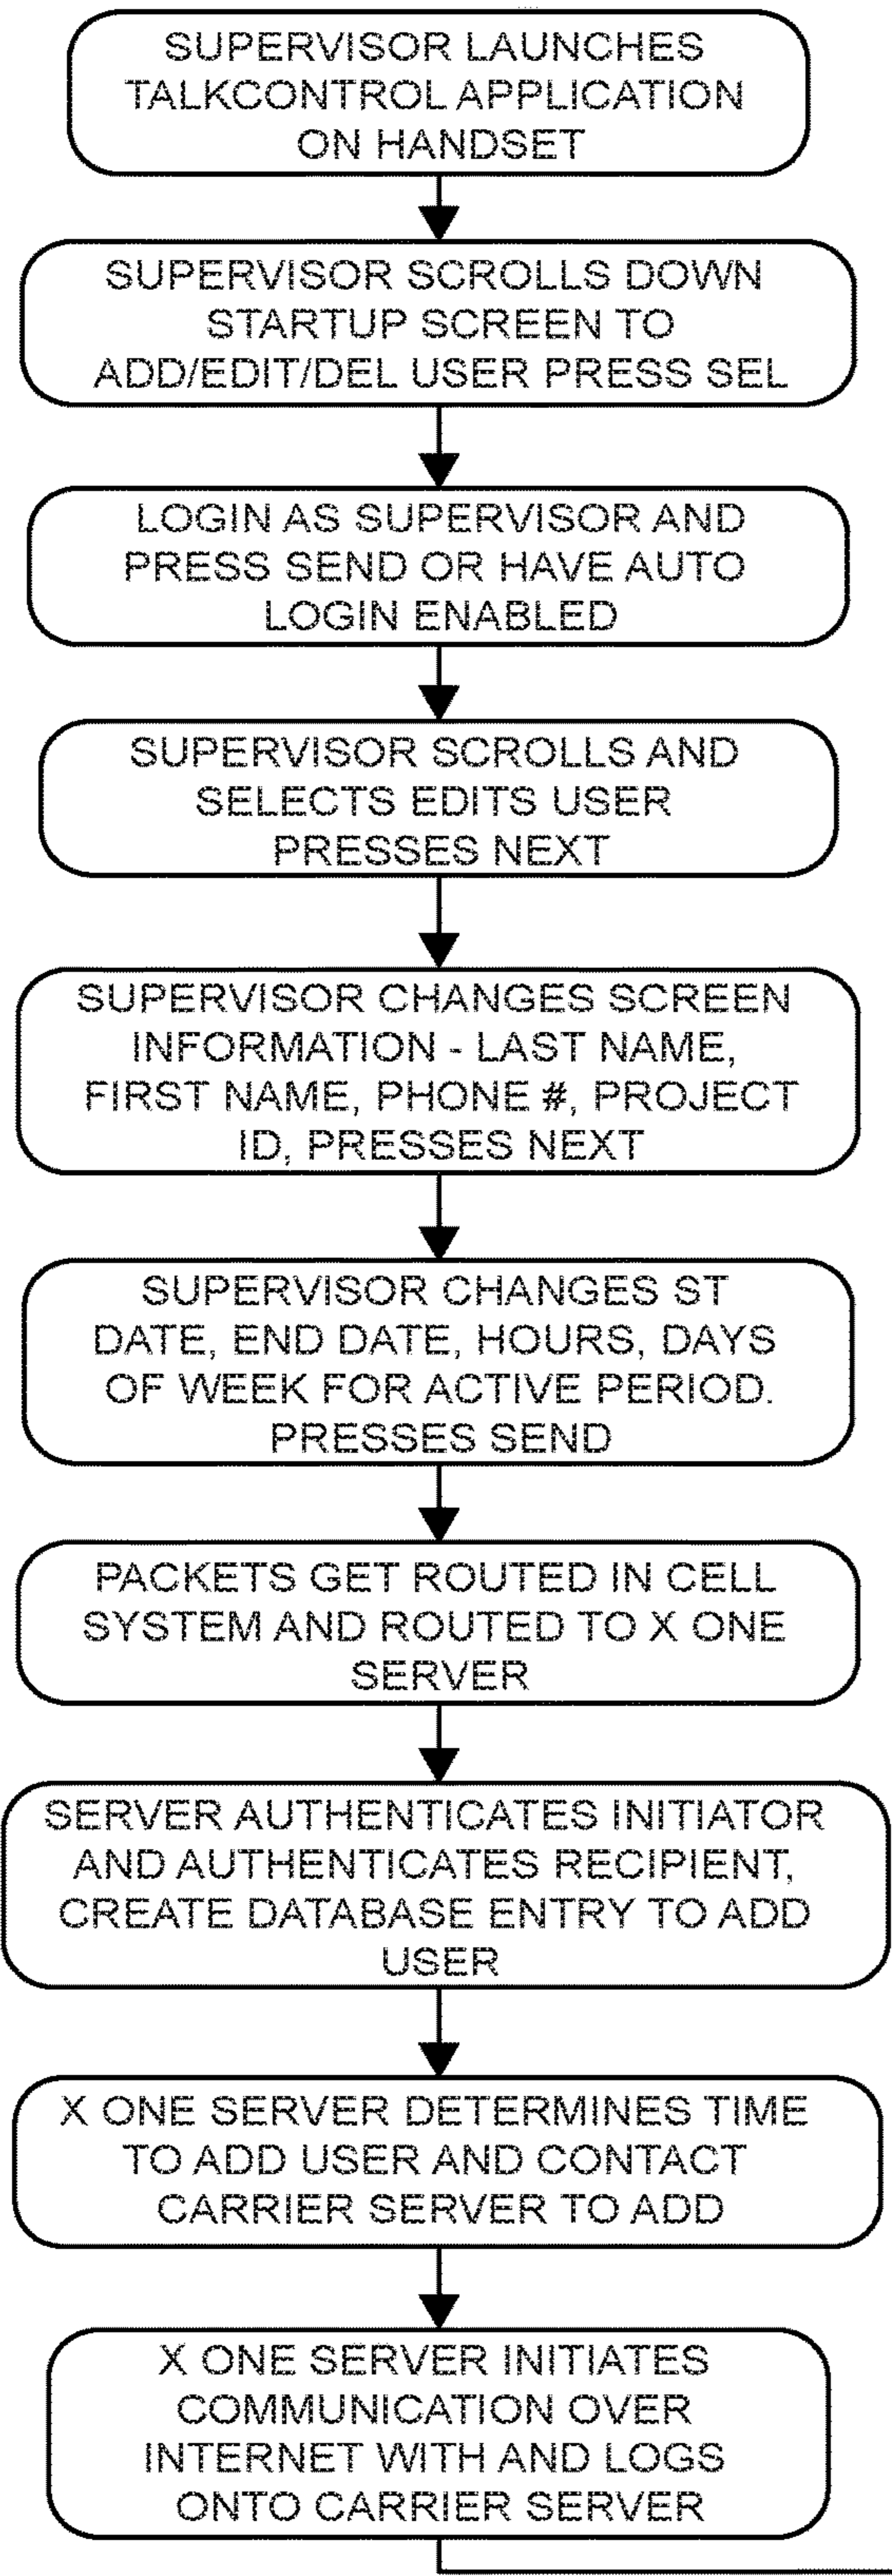 SUPERVISOR LAUNCHES
TALKCONTROL APPLICATION
ON HANDSET
SUPERVISOR SCROLLS DOWN
STARTUP SCREEN TO
ADD/EDIT/DEL USER PRESS SEL
LOGIN AS SUPERVISOR AND
PRESS SEND OR HAVE AUTO
LOGIN ENABLED
SUPERVISOR SCROLLS AND
SELECTS EDITS USER
PRESSES NEXT
SUPERVISOR CHANGES SCREEN
INFORMATION - LAST NAME,
FIRST NAME, PHONE #, PROJECT
ID, PRESSES NEXT
SUPERVISOR CHANGES ST
DATE, END DATE, HOURS, DAYS
OF WEEK FOR ACTIVE PERIOD.
PRESSES SEND
PACKETS GET ROUTED IN CELL
SYSTEM AND ROUTED TO X ONE
SERVER
SERVER AUTHENTICATES INITIATOR
AND AUTHENTICATES RECIPIENT,
CREATE DATABASE ENTRY TO ADD
USER
X ONE SERVER DETERMINES TIME
TO ADD USER AND CONTACT
CARRIER SERVER TO ADD
X ONE SERVER INITIATES
COMMUNICATION OVER
INTERNET WITH AND LOGS
ONTO CARRIER SERVER